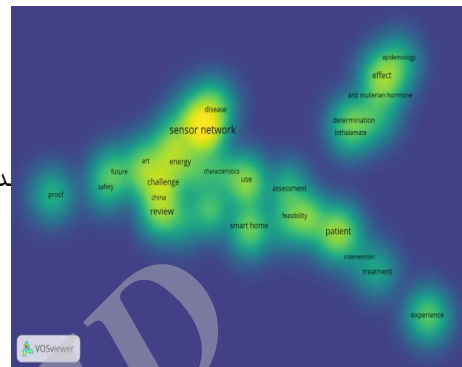 epidemiology
effect
anti mullerian hormone
disease
determination
sensor network
iothalamate
art
energy
future
characteristics
challenge
use
safety
assessment
proof
china
review
feasibility
smart home
patient
intervention
treatment
experience
VOSviewer